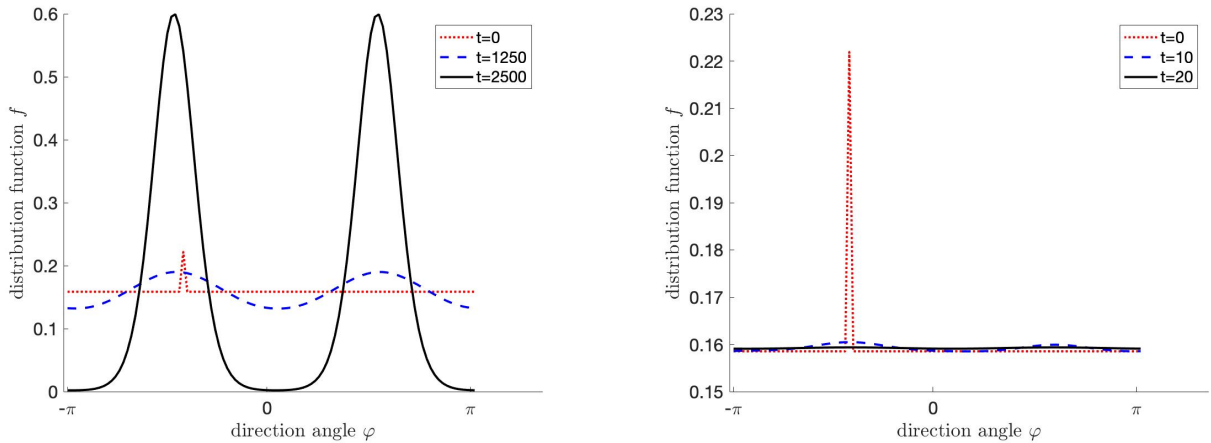 0.6
0.5
0.4
0.3
0.2
0.1
0
distribution function f
-π
0
π
direction angle φ
t=0
t=1250
t=2500
0.23
0.22
0.21
0.2
0.19
0.18
0.17
0.16
0.15
distribution function f
-π
0
π
direction angle φ
t=0
t=10
t=20